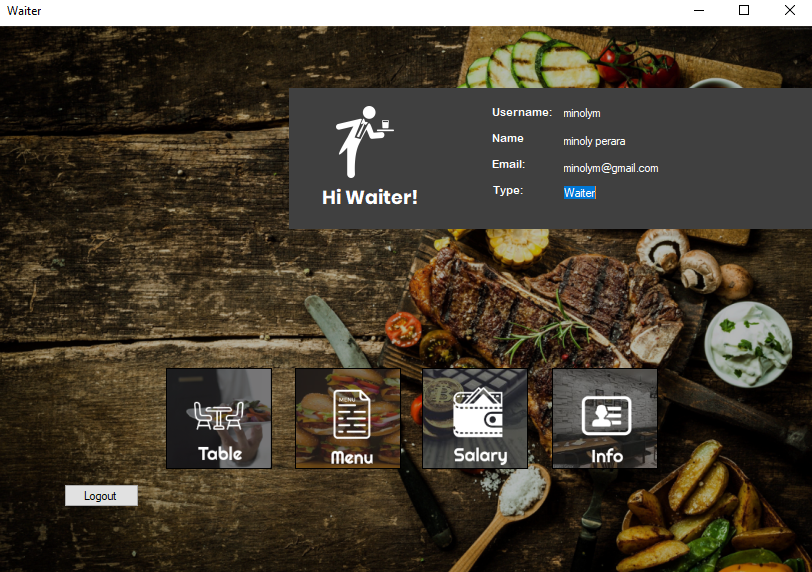 Waiter
Username: minolym
Name minoly perara
Email: minolym@gmail.com
Type: Waiter
Hi Waiter!
MENU
Table
Menu
Salary
Info
Logout